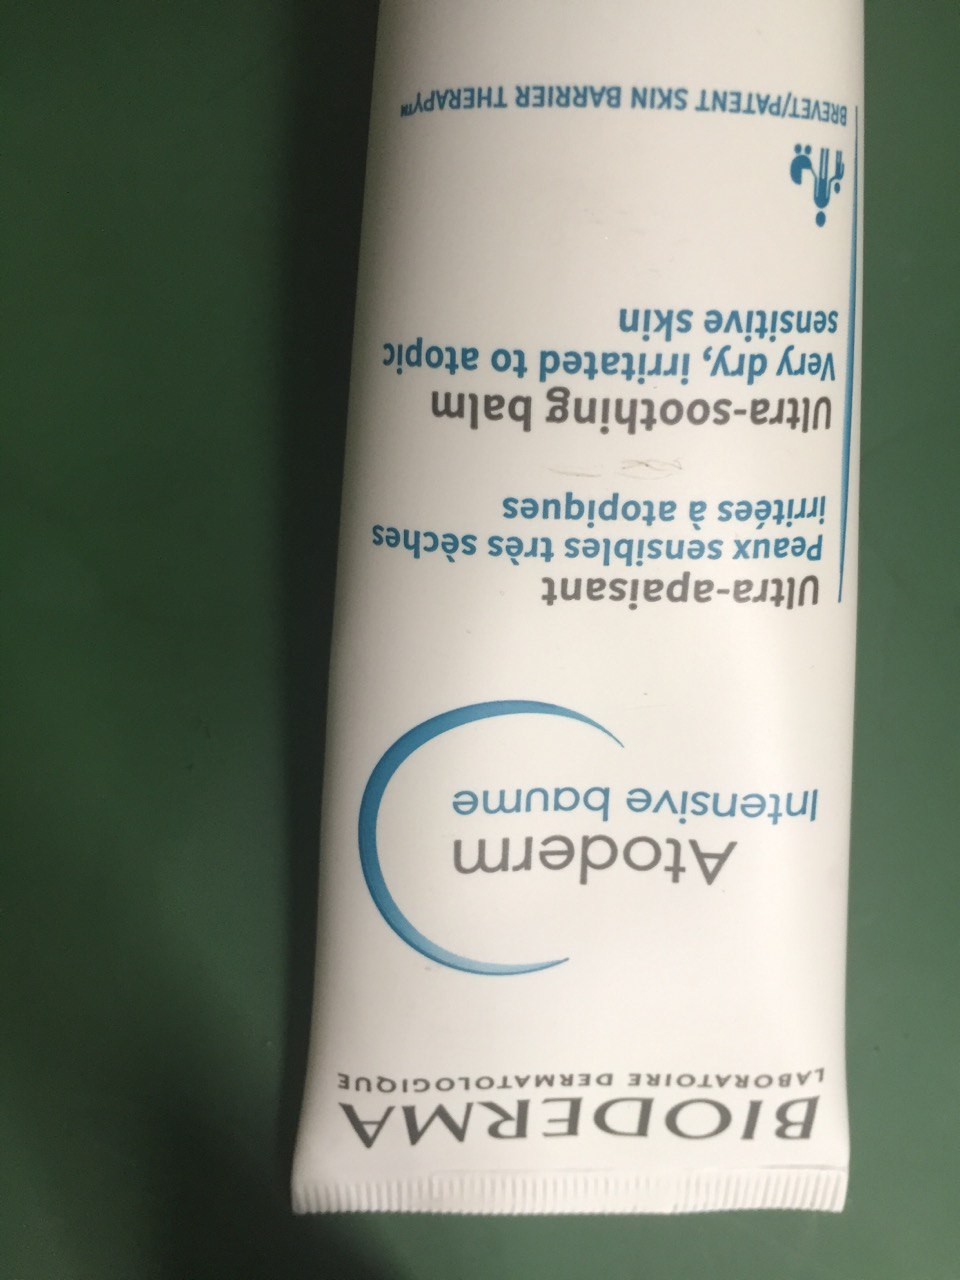 BIODERMA
LABORATOIRE DERMATOLOGIQUE
Atoderm
Intensive baume
Ultra-apaisant
Peaux sensibles très sèches
irritées à atopiques
Ultra-soothing balm
Very dry, irritated to atopic
sensitive skin
BREVET/PATENT SKIN BARRIER THERAPY™